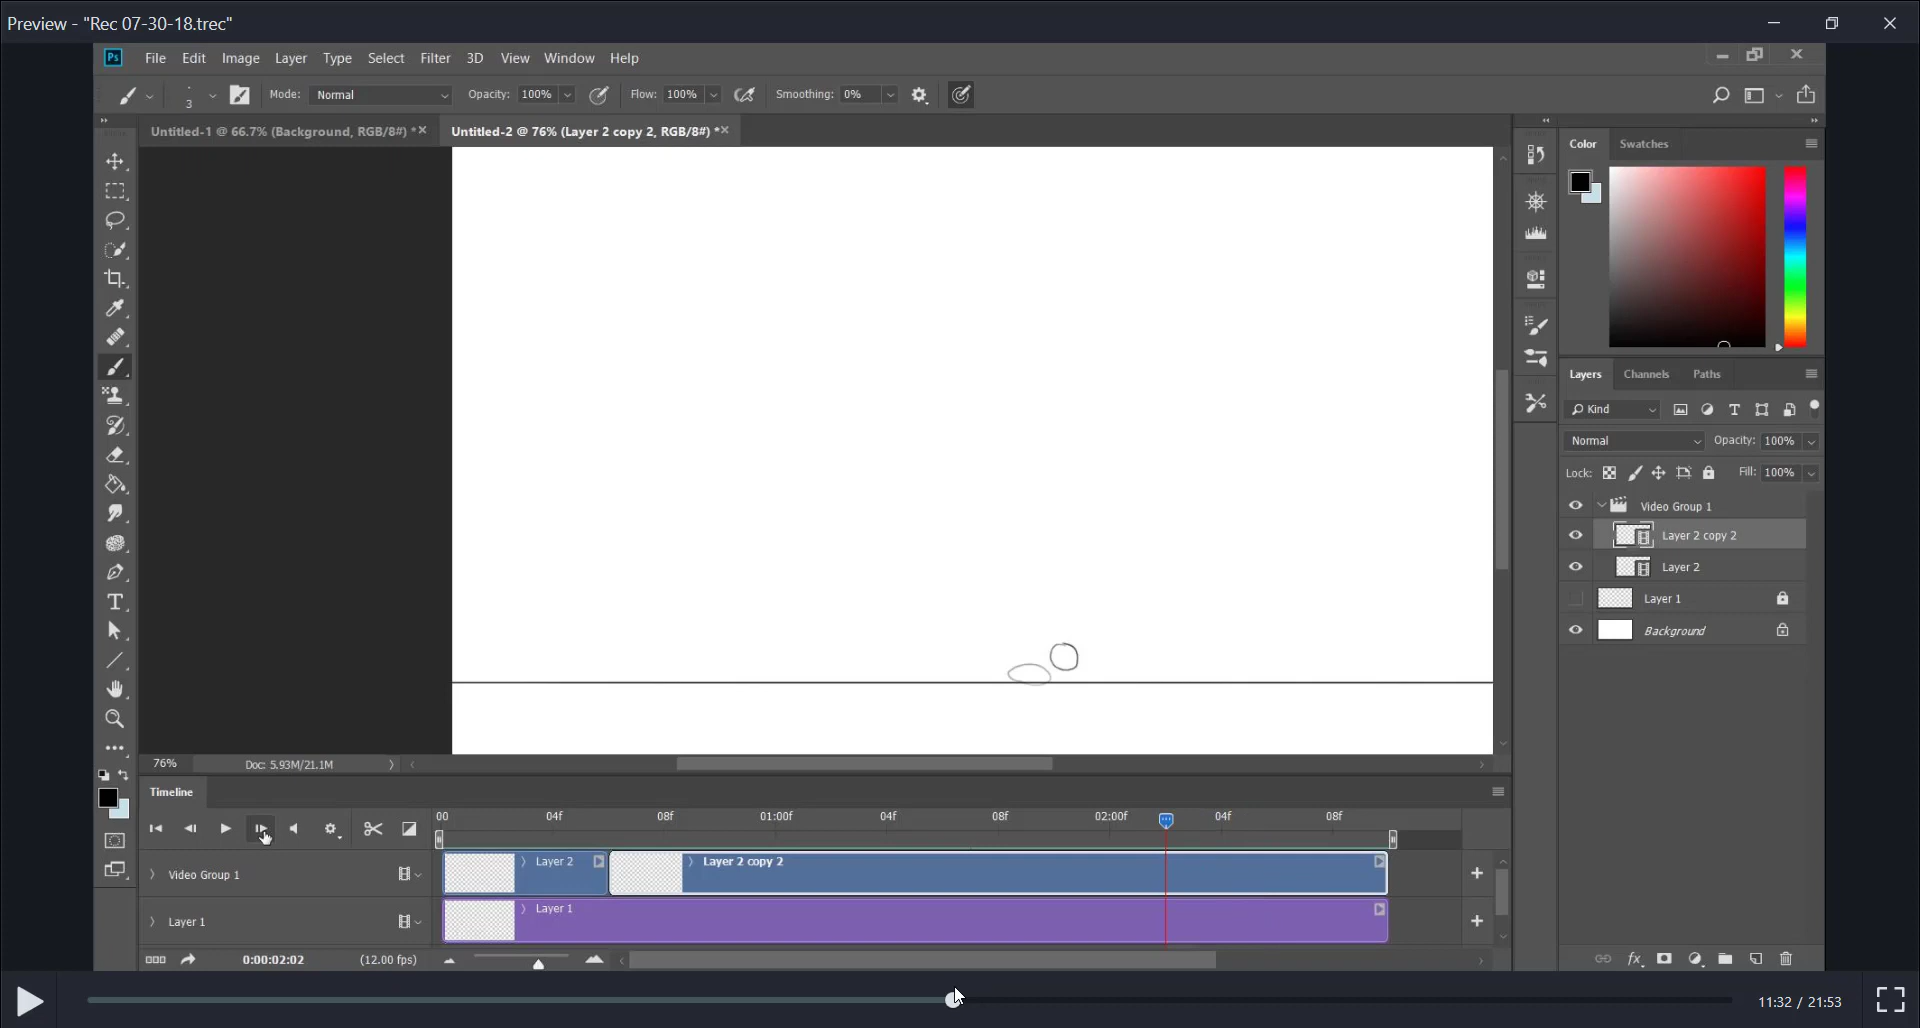 Preview - "Rec 07-30-18.trec"
Ps File Edit Image Layer Type Select Filter 3D View Window Help
3 Mode: Normal Opacity: 100% Flow: 100% Smoothing: 0%
Untitled-1 @ 66.7% (Background, RGB/8#) * Untitled-2 @ 76% (Layer 2 copy 2, RGB/8#) *
Color Swatches
Layers Channels Paths
Kind
Normal Opacity: 100%
Lock: Fill: 100%
Video Group 1
Layer 2 copy 2
Layer 2
Layer 1
Background
76% Doc: 5.93M/21.1M
Timeline
00 04f 08f 01:00f 04f 08f 02:00f 04f 08f
Video Group 1 Layer 2 Layer 2 copy 2
Layer 1 Layer 1
0:00:02:02 (12.00 fps)
11:32 / 21:53